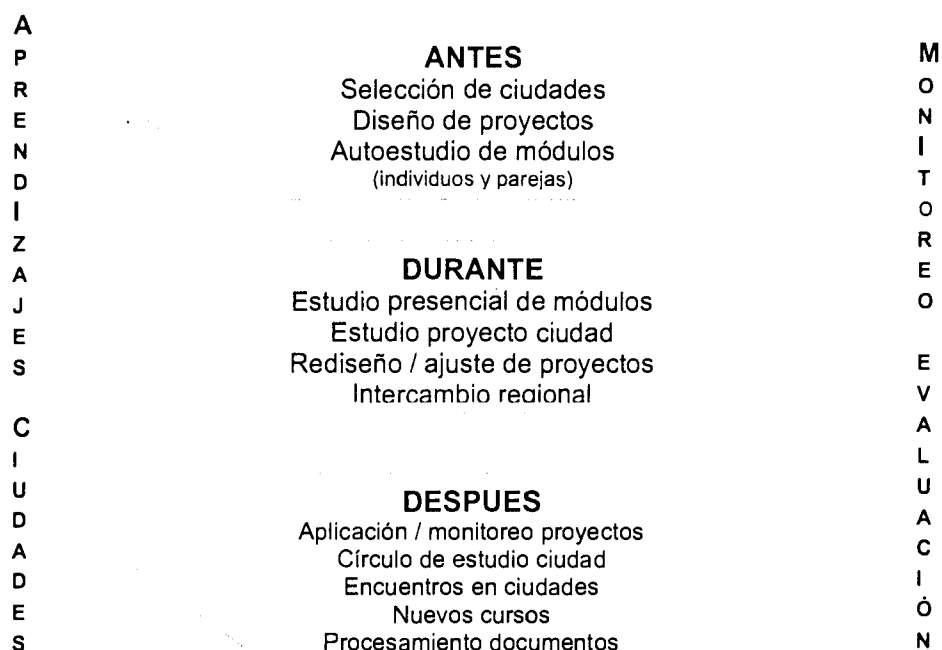 APRENDIZAJES CIUDADES
ANTES
Selección de ciudades
Diseño de proyectos
Autoestudio de módulos
(individuos y parejas)
DURANTE
Estudio presencial de módulos
Estudio proyecto ciudad
Rediseño / ajuste de proyectos
Intercambio regional
DESPUES
Aplicación / monitoreo proyectos
Círculo de estudio ciudad
Encuentros en ciudades
Nuevos cursos
Procesamiento documentos
MONITOREO EVALUACIÓN